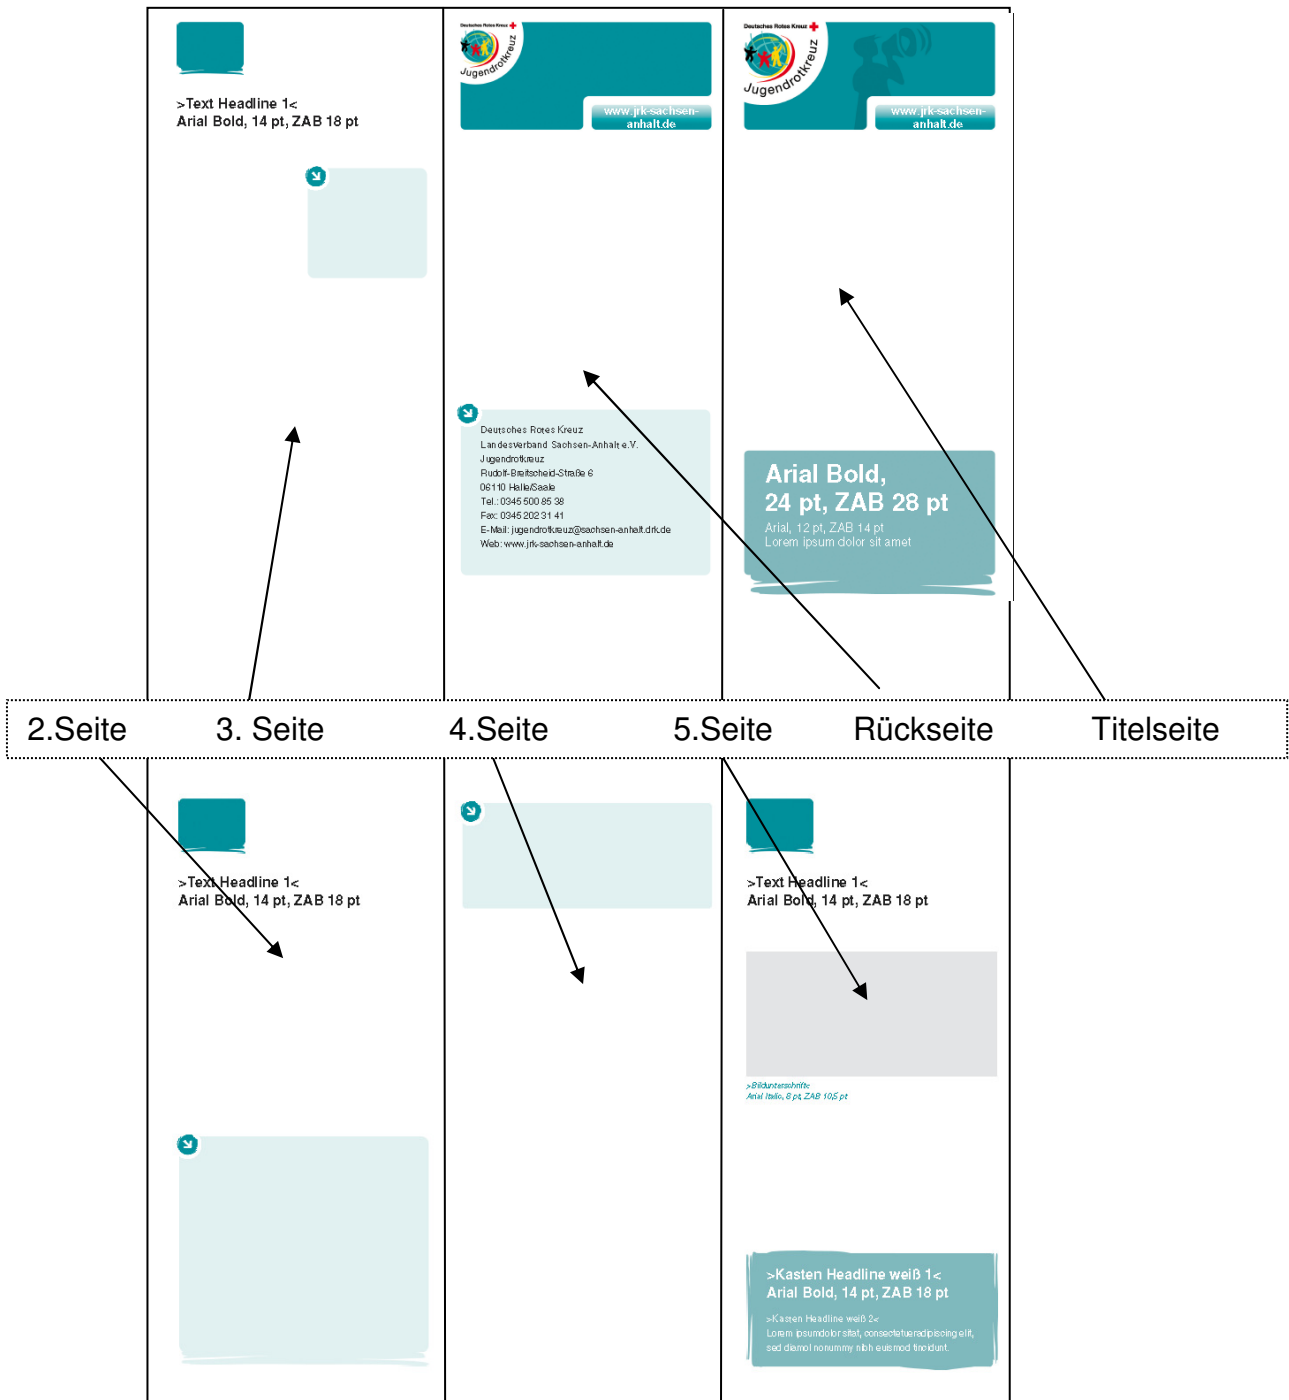 >Text Headline 1<
Arial Bold, 14 pt, ZAB 18 pt
Deutsches Rotes Kreuz
Jugendrotkreuz
www.jrk-sachsen-
anhalt.de
Deutsches Rotes Kreuz
Landesverband Sachsen-Anhalt e.V.
Jugendrotkreuz
Rudolf-Breitscheid-Straße 6
06110 Halle/Saale
Tel.: 0345 500 85 38
Fax: 0345 202 31 41
E-Mail: jugendrotkreuz@sachsen-anhalt.drk.de
Web: www.jrk-sachsen-anhalt.de
Deutsches Rotes Kreuz
Jugendrotkreuz
www.jrk-sachsen-
anhalt.de
Arial Bold,
24 pt, ZAB 28 pt
Arial, 12 pt, ZAB 14 pt
Lorem ipsum dolor sit amet
2.Seite 3. Seite 4.Seite 5.Seite Rückseite Titelseite
>Text Headline 1<
Arial Bold, 14 pt, ZAB 18 pt
>Text Headline 1<
Arial Bold, 14 pt, ZAB 18 pt
>Bildunterschrift<
Arial Italic, 8 pt, ZAB 10,5 pt
>Kasten Headline weiß 1<
Arial Bold, 14 pt, ZAB 18 pt
>Kasten Headline weiß 2<
Lorem ipsumdolor sitat, consectetueradipiscing elit,
sed diamol nonummy nibh euismod tincidunt.